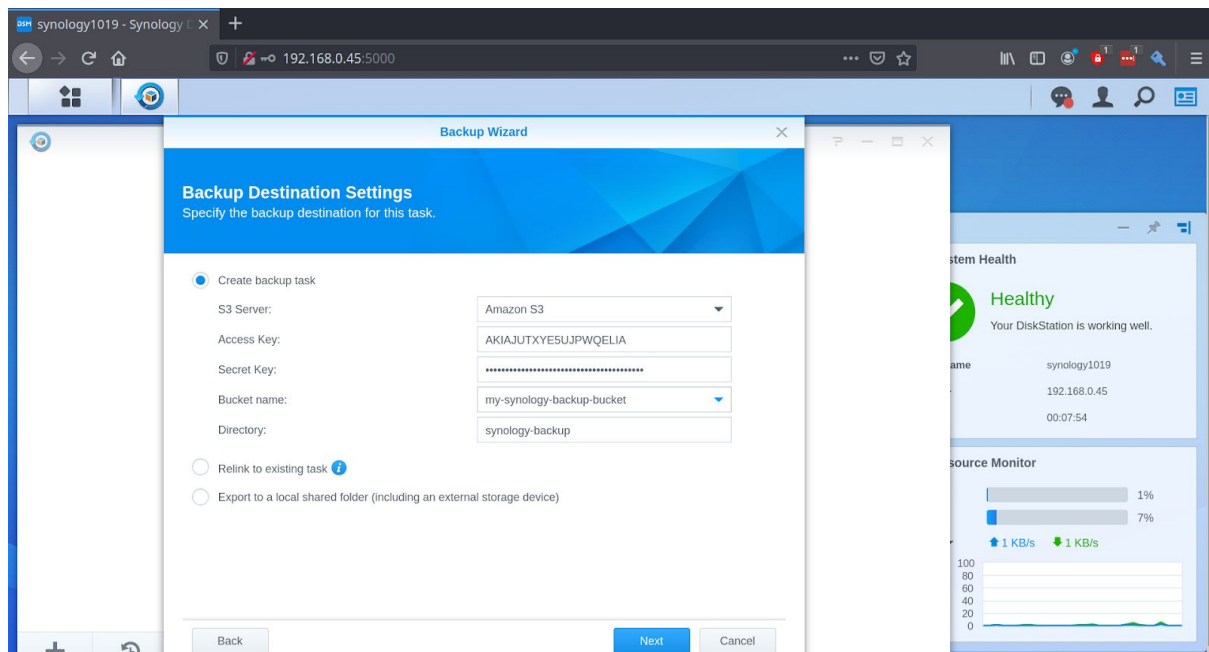 DSM synology1019 - Synology D
192.168.0.45:5000
1
1
Backup Wizard
Backup Destination Settings
Specify the backup destination for this task.
Create backup task
S3 Server:
Amazon S3
Access Key:
AKIAJUTXYE5UJPWQELIA
Secret Key:
Bucket name:
my-synology-backup-bucket
Directory:
synology-backup
Relink to existing task
Export to a local shared folder (including an external storage device)
Back
Next
Cancel
stem Health
Healthy
Your DiskStation is working well.
ame
synology1019
192.168.0.45
00:07:54
source Monitor
1%
7%
1 KB/s
1 KB/s
100
80
60
40
20
0